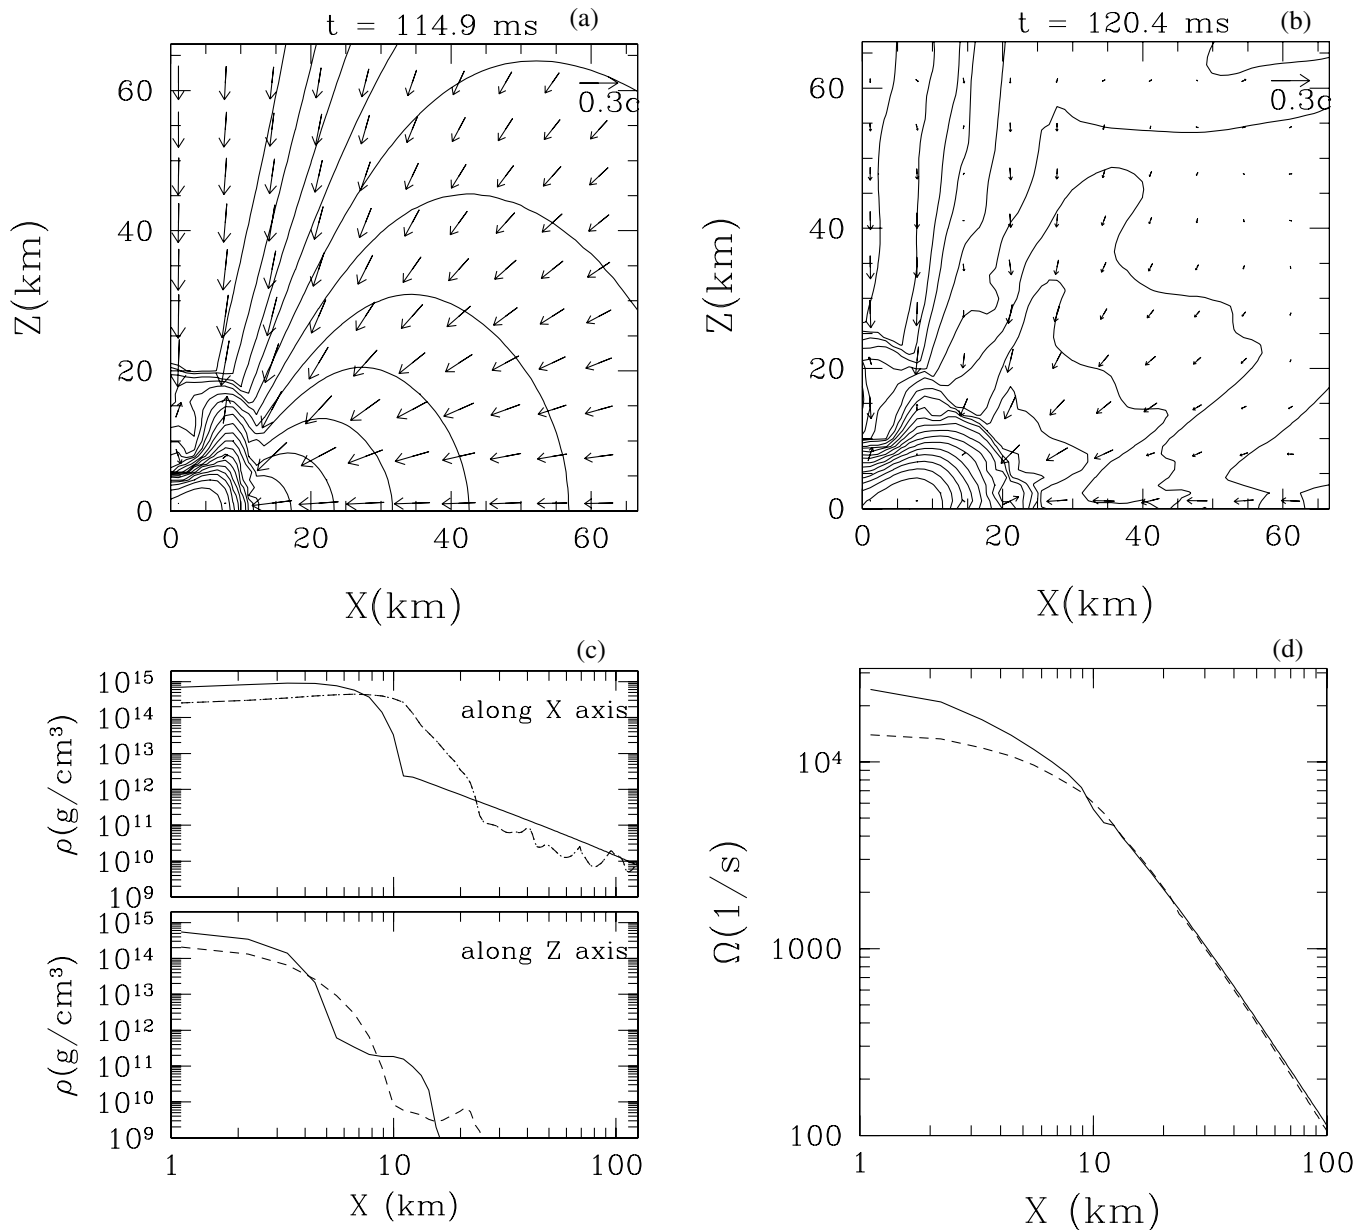 t = 114.9 ms
(a)
Z(km)
60
40
20
0
0.3c
0
20
40
60
X(km)
t = 120.4 ms
(b)
Z(km)
60
40
20
0
0.3c
0
20
40
60
X(km)
(c)
ρ(g/cm³)
10¹⁵
10¹⁴
10¹³
10¹²
10¹¹
10¹⁰
10⁹
along X axis
ρ(g/cm³)
10¹⁵
10¹⁴
10¹³
10¹²
10¹¹
10¹⁰
10⁹
along Z axis
1
10
100
X (km)
(d)
Ω(1/s)
10⁴
1000
100
1
10
100
X (km)